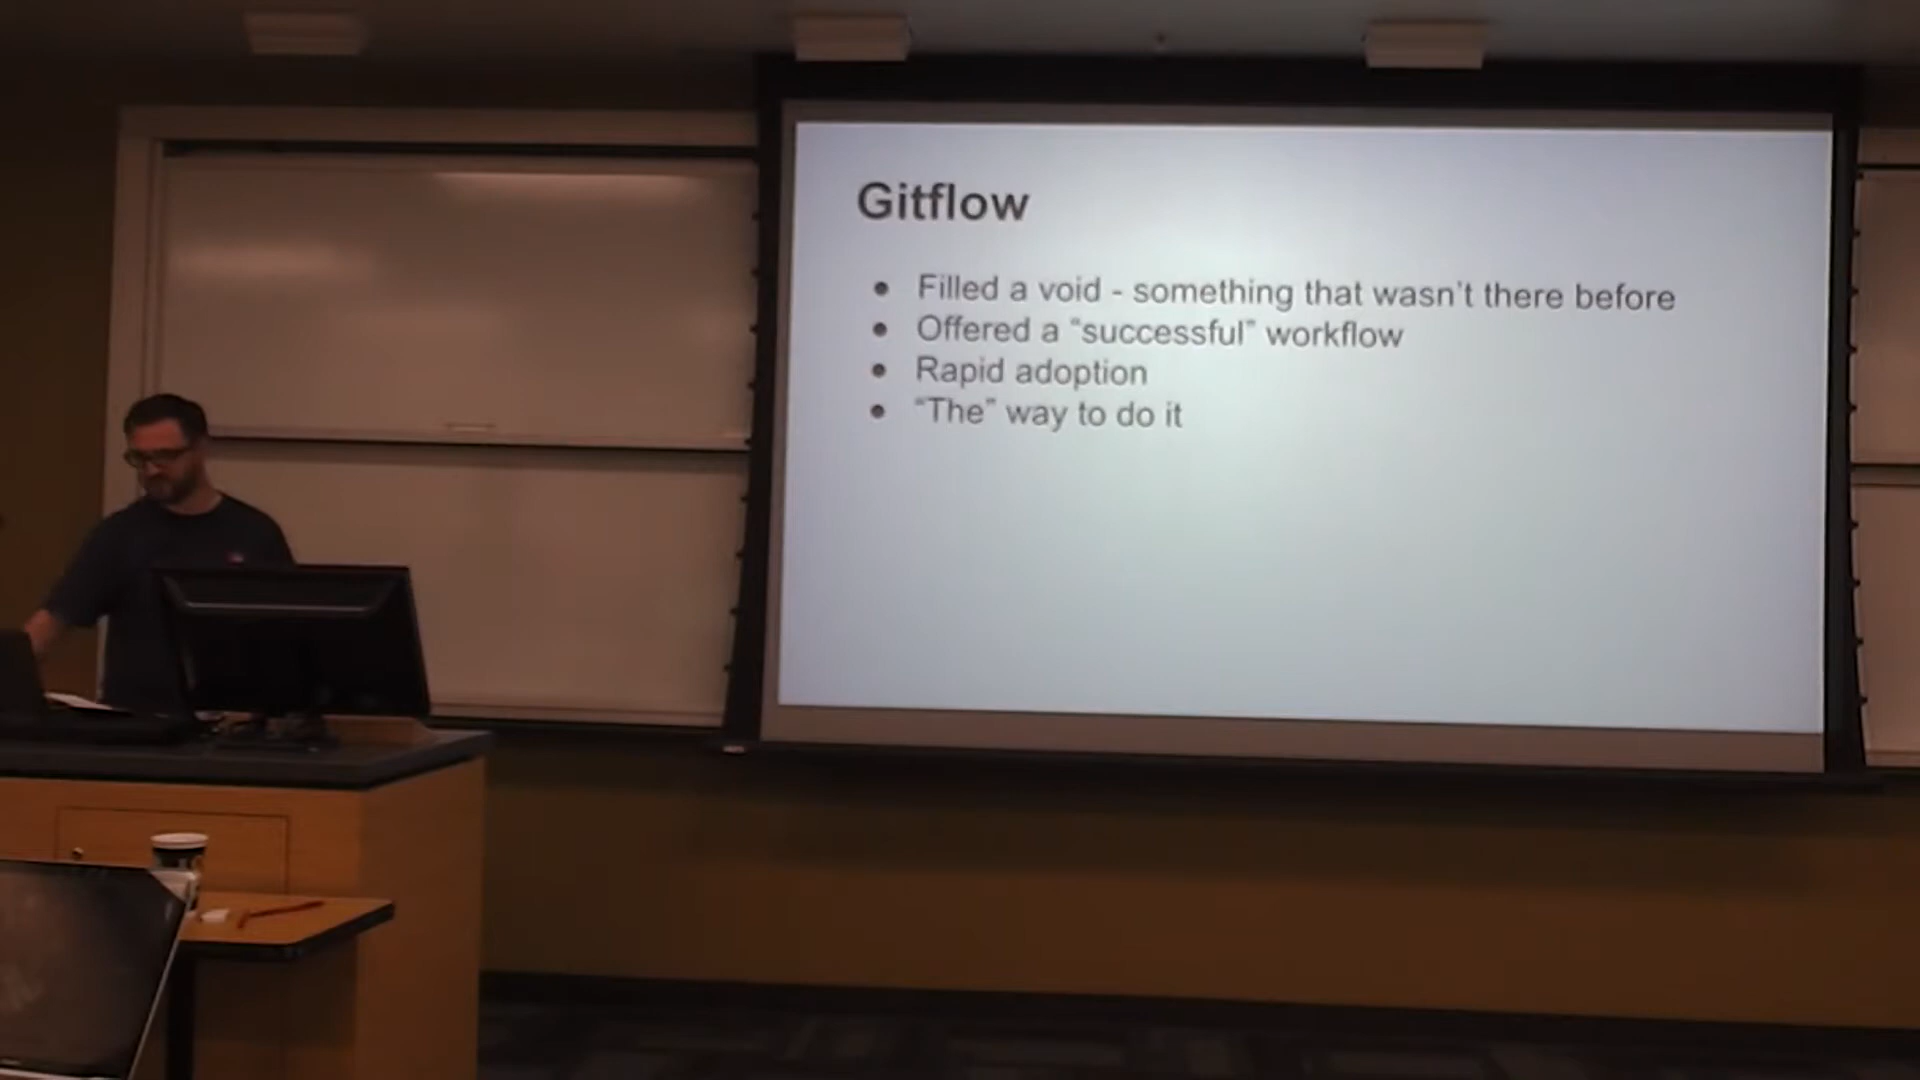 Gitflow
● Filled a void - something that wasn't there before
● Offered a “successful” workflow
● Rapid adoption
● “The” way to do it